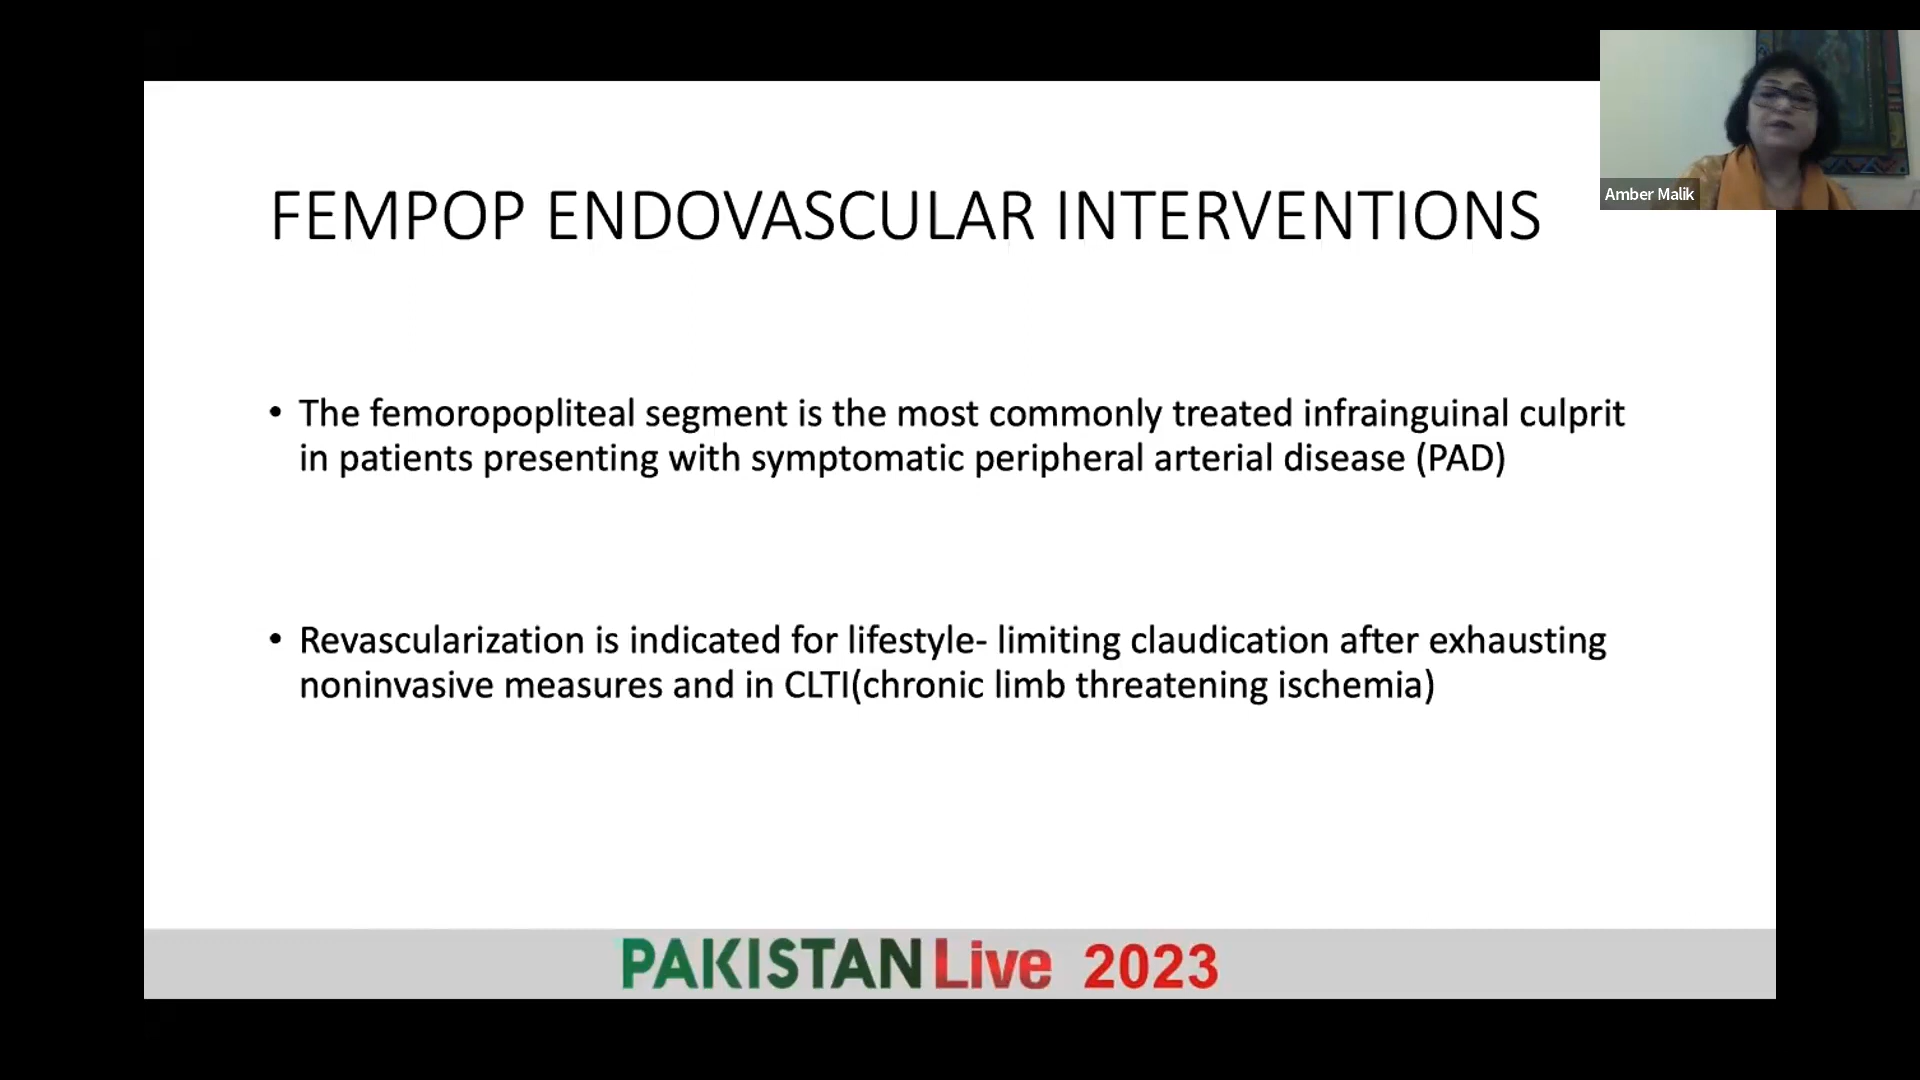 Amber Malik
FEMPOP ENDOVASCULAR INTERVENTIONS
• The femoropopliteal segment is the most commonly treated infrainguinal culprit
in patients presenting with symptomatic peripheral arterial disease (PAD)
• Revascularization is indicated for lifestyle- limiting claudication after exhausting
noninvasive measures and in CLTI(chronic limb threatening ischemia)
PAKISTAN Live 2023